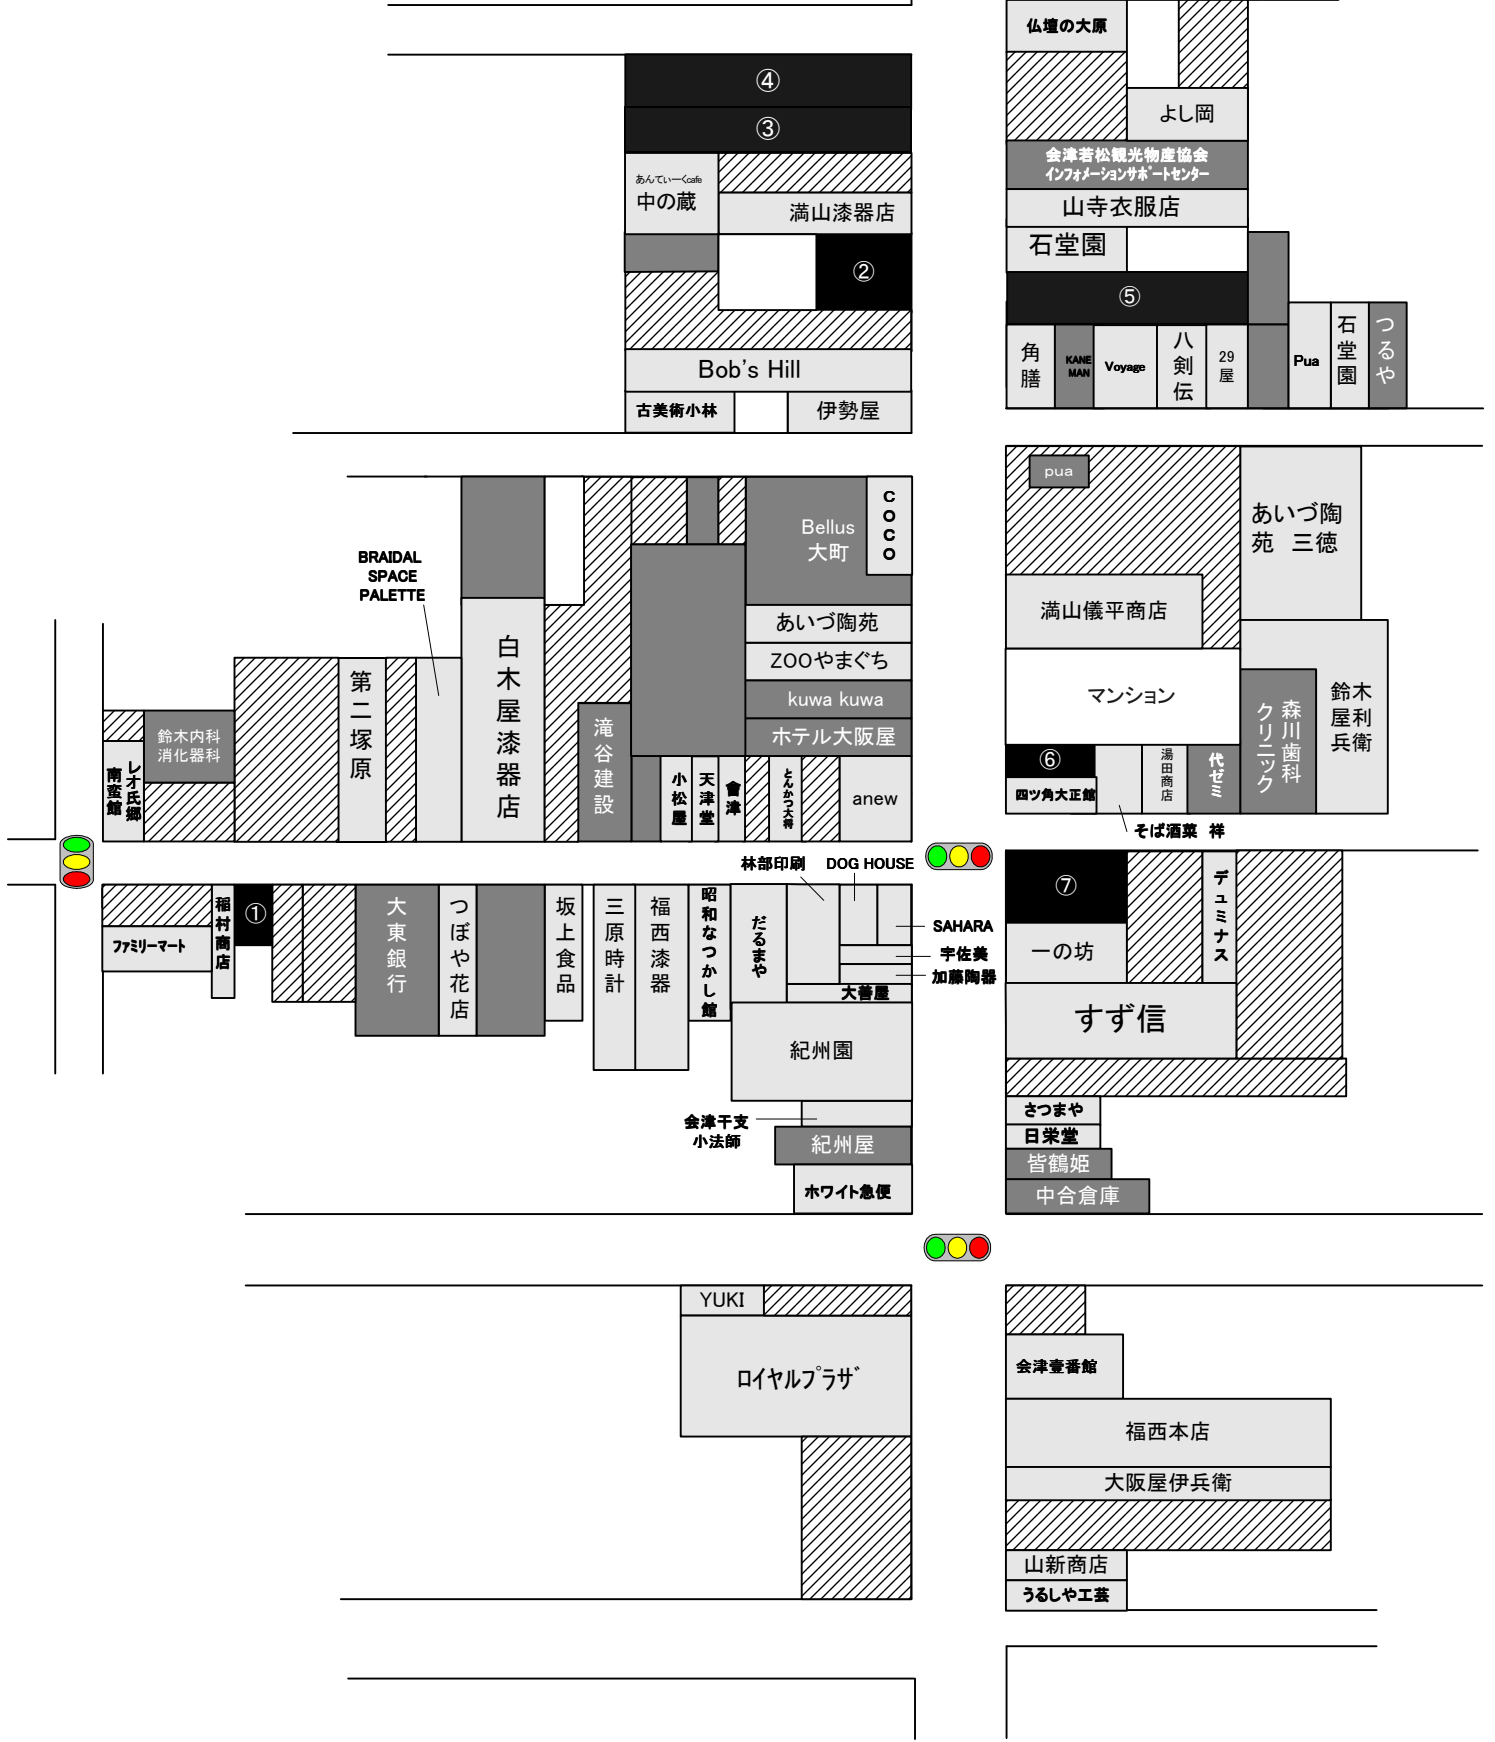 仏壇の大原
④
③
よし岡
会津若松観光物産協会
インフォメーションサポートセンター
あんてぃーくcafe
中の蔵
満山漆器店
山寺衣服店
石堂園
②
⑤
角膳
KANE
MAN
Voyage
八剣伝
29
屋
Pua
石堂園
つるや
Bob's Hill
古美術小林
伊勢屋
pua
COCO
Bellus
大町
あいづ陶
苑 三徳
BRAIDAL
SPACE
PALETTE
白木屋漆器店
あいづ陶苑
満山儀平商店
ZOOやまぐち
第二塚原
kuwa kuwa
マンション
鈴木屋利兵衛
森川歯科
クリニック
鈴木内科
消化器科
滝谷建設
ホテル大阪屋
レオ氏郷
南蛮館
小松屋
天津堂
會津
とんかつ大将
anew
⑥
四ツ角大正館
湯田商店
代ゼミ
そば酒菜 祥
林部印刷
DOG HOUSE
稲村商店
①
大東銀行
つぼや花店
坂上食品
三原時計
福西漆器
昭和なつかし館
だるまや
⑦
デュミナス
SAHARA
ファミリーマート
宇佐美
一の坊
加藤陶器
大善屋
すず信
紀州園
さつまや
会津干支
小法師
日栄堂
紀州屋
皆鶴姫
ホワイト急便
中合倉庫
YUKI
ロイヤルプラザ
会津壹番館
福西本店
大阪屋伊兵衛
山新商店
うるしや工芸